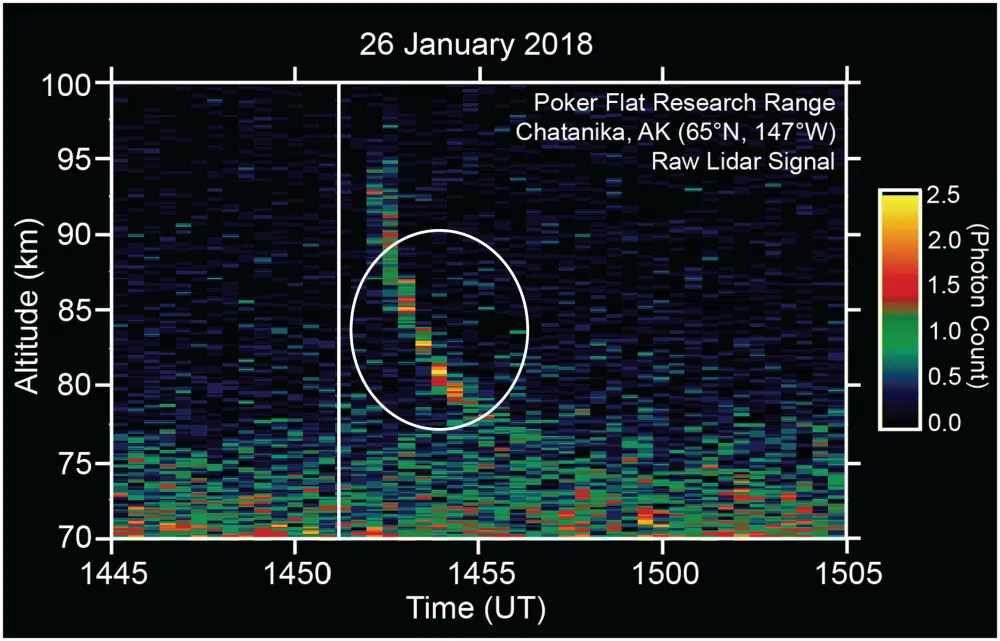 26 January 2018
Poker Flat Research Range
Chatanika, AK (65°N, 147°W)
Raw Lidar Signal
100
95
90
85
80
75
70
Altitude (km)
1445
1450
1455
1500
1505
Time (UT)
2.5
2.0
1.5
1.0
0.5
0.0
(Photon Count)